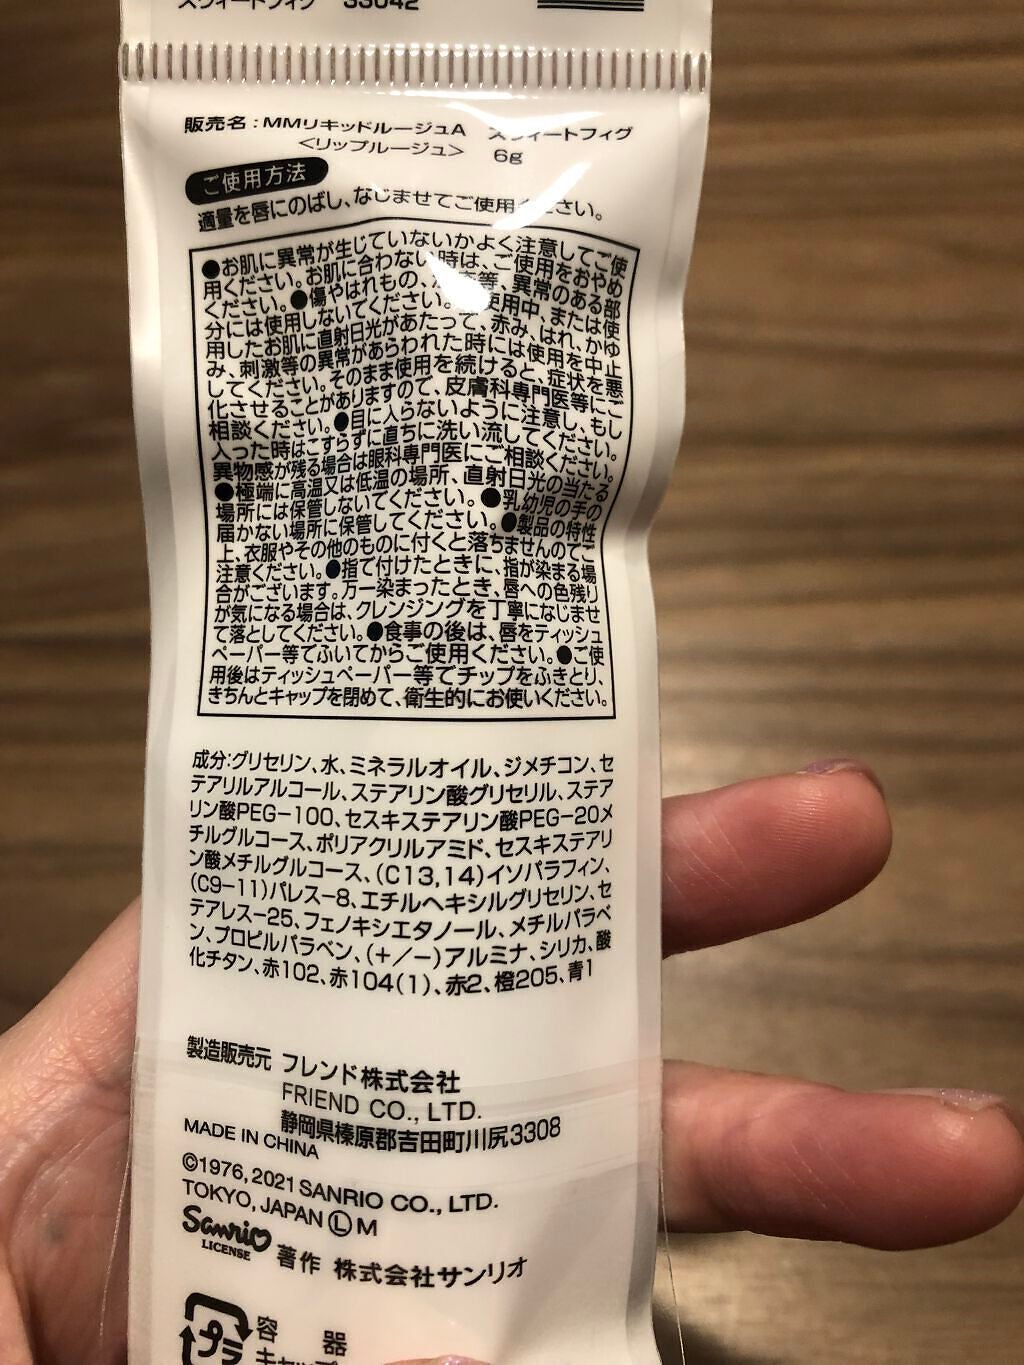 スウィートフィグ 33042
販売名：MMリキッドルージュA スウィートフィグ
＜リップルージュ＞ 6g
ご使用方法
適量を唇にのばし、なじませてご使用ください。
●お肌に異常が生じていないかよく注意してご使
用ください。お肌に合わない時は、ご使用をおやめ
ください。●傷やはれもの、 等、異常のある部
分には使用しないでください。 使用中、または使
用したお肌に直射日光があたって、赤み、はれ、かゆ
み、刺激等の異常があらわれた時には使用を中止
してください。そのまま使用を続けると、症状を悪
化させることがありますので、皮膚科専門医等にご
相談ください。●目に入らないように注意し、もし
入った時はこすらずに直ちに洗い流してください。
異物感が残る場合は眼科専門医にご相談ください。
●極端に高温又は低温の場所、直射日光の当たる
場所には保管しないでください。●乳幼児の手の
届かない場所に保管してください。●製品の特性
上、衣服やその他のものに付くと落ちませんのでご
注意ください。●指で付けたときに、指が染まる場
合がございます。万一染まったとき、唇への色残り
が気になる場合は、クレンジングを丁寧になじませ
て落としてください。●食事の後は、唇をティッシュ
ペーパー等でふいてからご使用ください。●ご使
用後はティッシュペーパー等でチップをふきとり、
きちんとキャップを閉めて、衛生的にお使いください。
成分:グリセリン、水、ミネラルオイル、ジメチコン、セ
テアリルアルコール、ステアリン酸グリセリル、ステア
リン酸PEG-100、セスキステアリン酸PEG-20メ
チルグルコース、ポリアクリルアミド、セスキステアリ
ン酸メチルグルコース、(C13,14)イソパラフィン、
(C9-11)パレス-8、エチルヘキシルグリセリン、セ
テアレス-25、フェノキシエタノール、メチルパラベ
ン、プロピルパラベン、(+/-)アルミナ、シリカ、酸
化チタン、赤102、赤104(1)、赤2、橙205、青1
製造販売元 フレンド株式会社
FRIEND CO., LTD.
静岡県榛原郡吉田町川尻3308
MADE IN CHINA
©1976, 2021 SANRIO CO., LTD.
TOKYO, JAPAN Ⓛ M
Sanrio
LICENSE 著作 株式会社サンリオ
プラ 容 器
キャップ